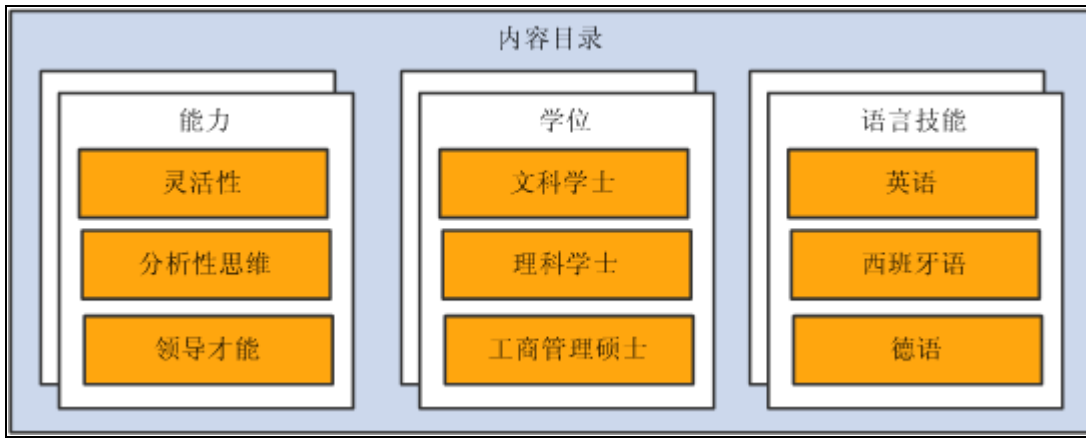 内容目录
能力
灵活性
分析性思维
领导才能
学位
文科学士
理科学士
工商管理硕士
语言技能
英语
西班牙语
德语